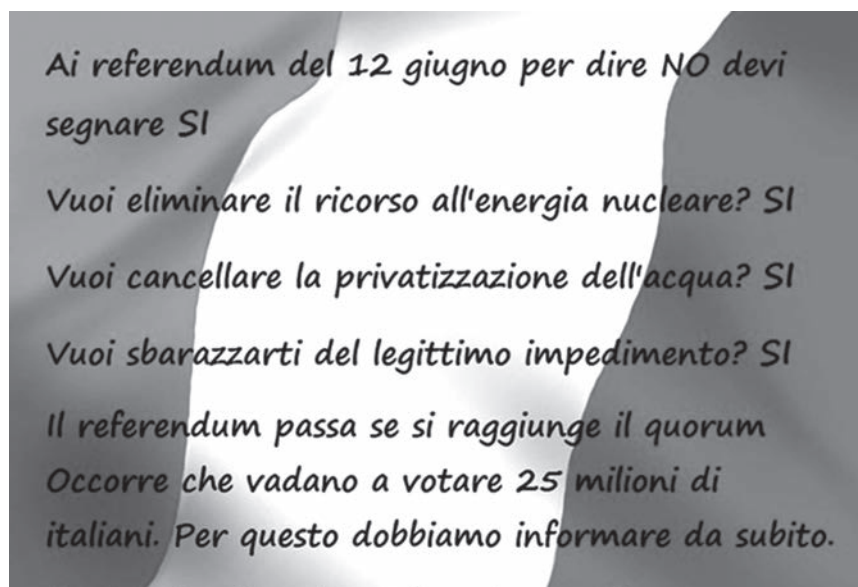 Ai referendum del 12 giugno per dire NO devi
segnare SI
Vuoi eliminare il ricorso all'energia nucleare? SI
Vuoi cancellare la privatizzazione dell'acqua? SI
Vuoi sbarazzarti del legittimo impedimento? SI
Il referendum passa se si raggiunge il quorum
Occorre che vadano a votare 25 milioni di
italiani. Per questo dobbiamo informare da subito.